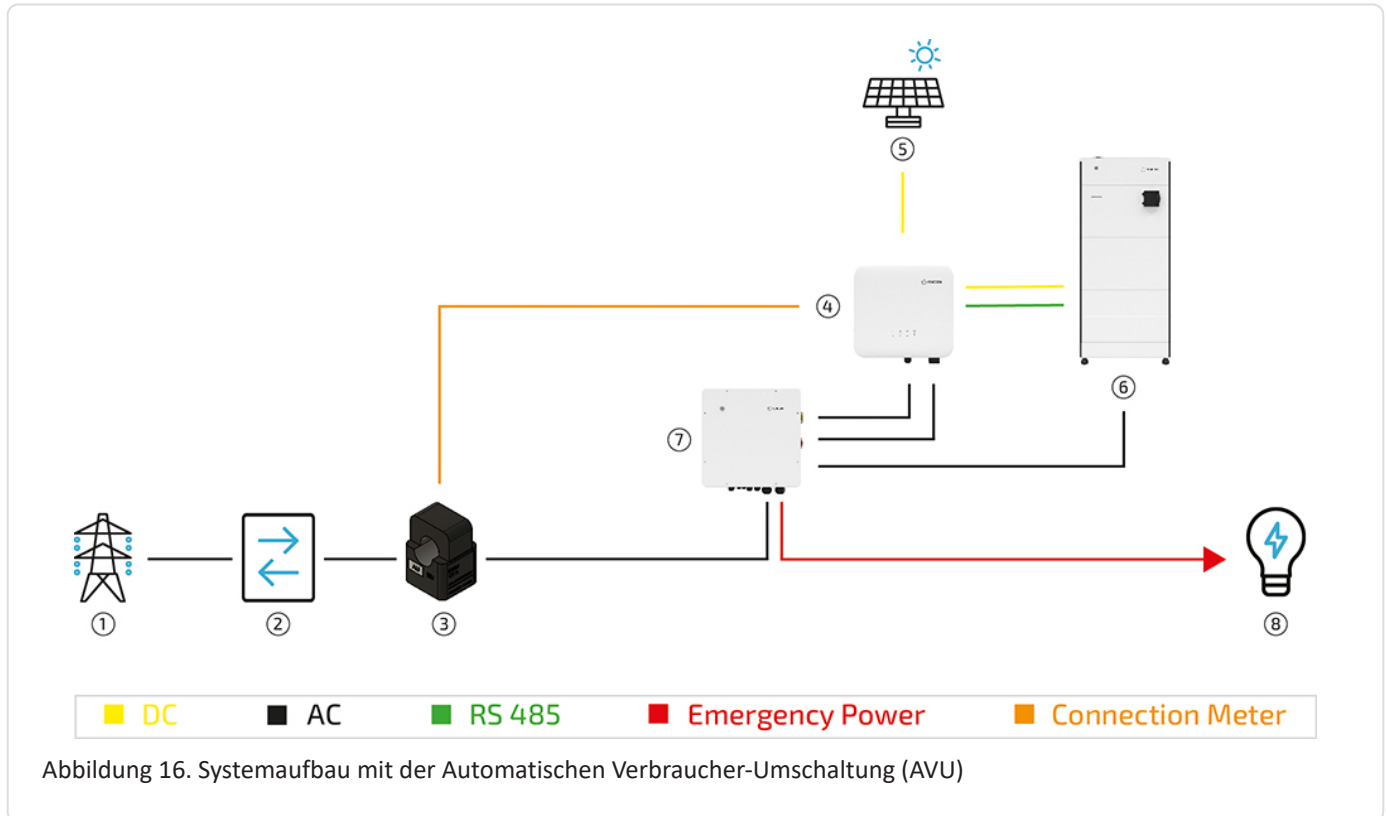 ⑤
④
⑥
⑦
① ② ③ ⑧
DC AC RS 485 Emergency Power Connection Meter
Abbildung 16. Systemaufbau mit der Automatischen Verbraucher-Umschaltung (AVU)